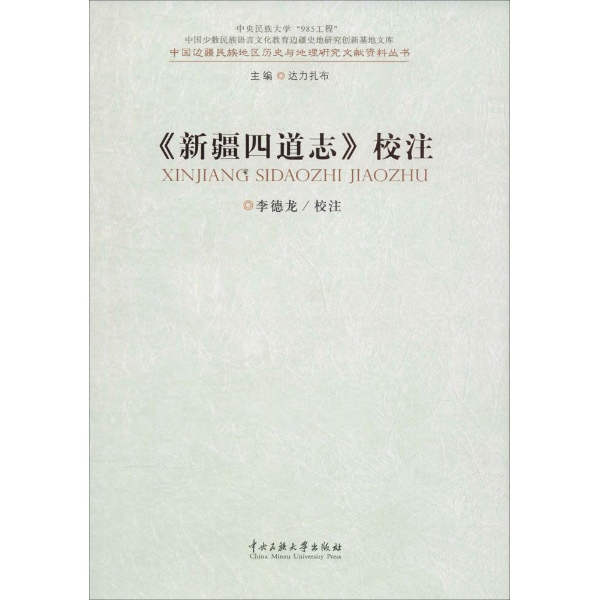 中央民族大学“985工程”
中国少数民族语言文化教育边疆史地研究创新基地文库
中国边疆民族地区历史与地理研究文献资料丛书
主编◎达力扎布
《新疆四道志》校注
XINJIANG SIDAOZHI JIAOZHU
◎李德龙/校注
中央民族大学出版社
China Minzu University Press